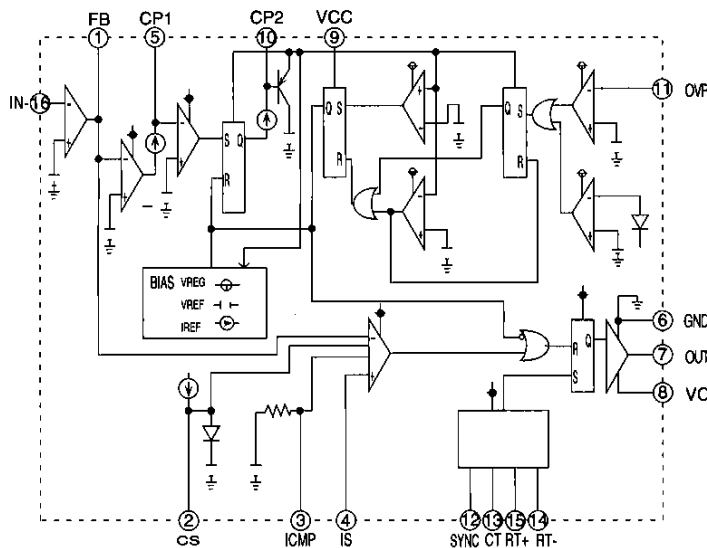 FB CP1 CP2 VCC
1 5 10 9
IN- 16
11 OVP
S Q R
Q S R
Q S R
BIAS VREG
VREF
IREF
6 GND
R Q S
7 OUT
8 VC
2 3 4 12 13 15 14
CS ICMP IS SYNC CT RT+ RT-